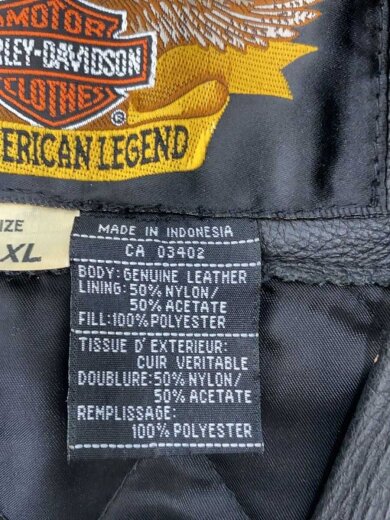 MOTOR
HARLEY-DAVIDSON
CLOTHES
®
AMERICAN LEGEND
SIZE
XL
MADE IN INDONESIA
CA 03402
BODY: GENUINE LEATHER
LINING: 50% NYLON/
50% ACETATE
FILL: 100% POLYESTER
TISSUE D'EXTERIEUR:
CUIR VERITABLE
DOUBLURE: 50% NYLON/
50% ACETATE
REMPLISSAGE:
100% POLYESTER